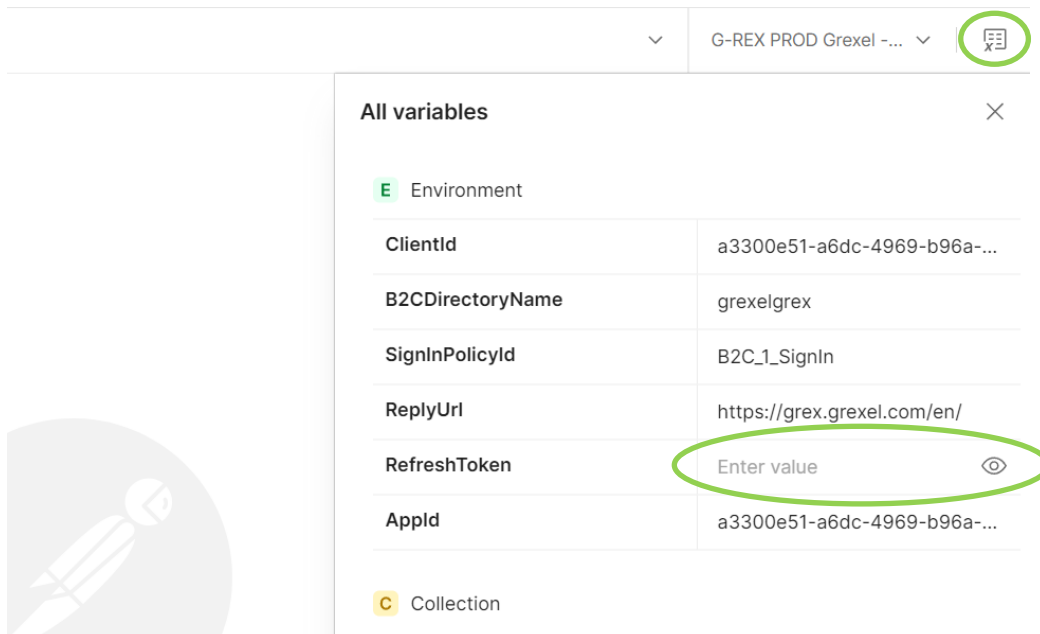 G-REX PROD Grexel -...
All variables
E Environment
ClientId a3300e51-a6dc-4969-b96a-...
B2CDirectoryName grexelgrex
SignInPolicyId B2C_1_SignIn
ReplyUrl https://grex.grexel.com/en/
RefreshToken Enter value
AppId a3300e51-a6dc-4969-b96a-...
C Collection